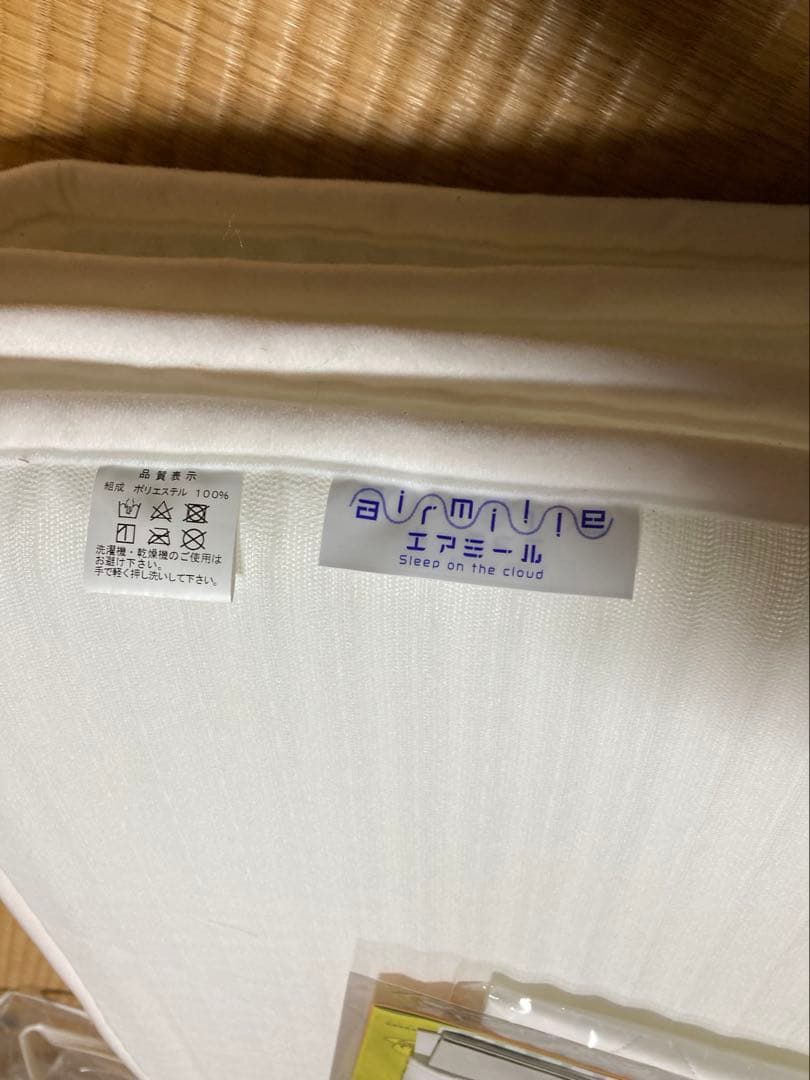 品質表示
組成 ポリエステル 100%
洗濯機・乾燥機のご使用は
お避け下さい。
手で軽く押し洗いして下さい。
airmille
エアミール
Sleep on the cloud